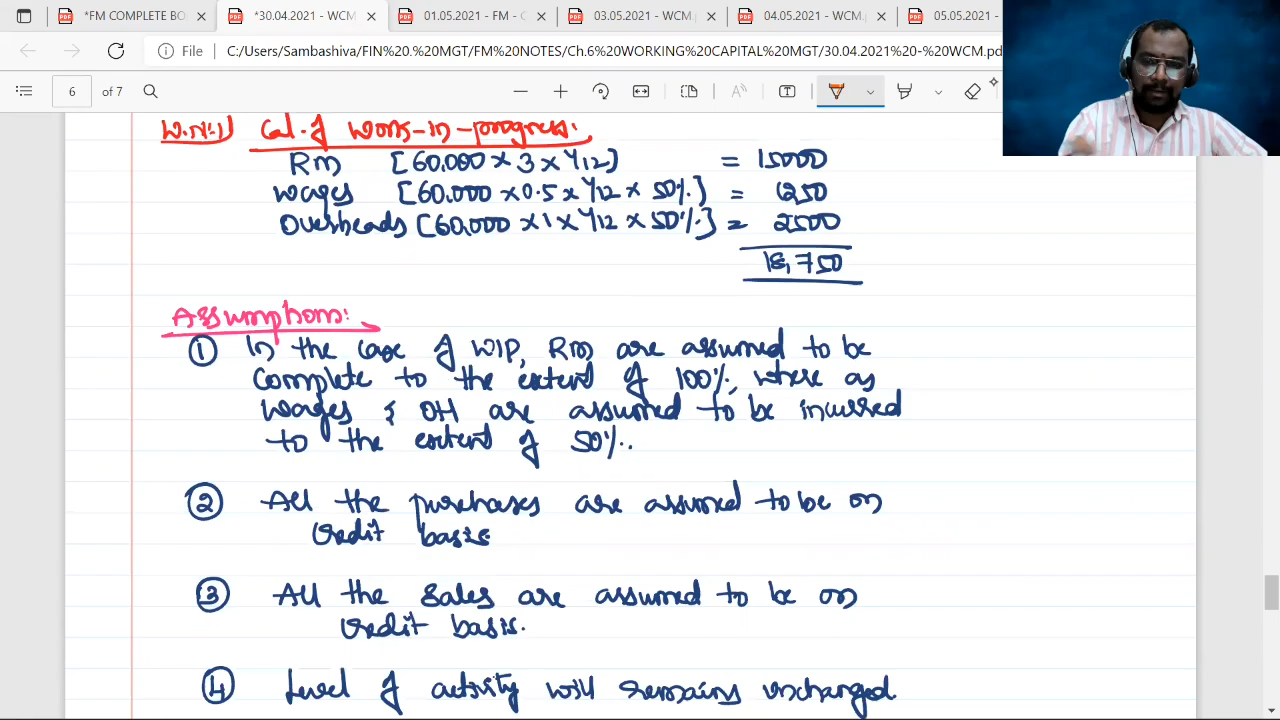 *FM COMPLETE BO
*30.04.2021 - WCM
01.05.2021 - FM - C
03.05.2021 - WCM.p
04.05.2021 - WCM.p
05.05.2021 -
File
C:/Users/Sambashiva/FIN%20.%20MGT/FM%20NOTES/Ch.6%20WORKING%20CAPITAL%20MGT/30.04.2021%20-%20WCM.pd
6 of 7
W.N:-1) Cal. of Work-in-progress:
RM [60,000 × 3 × 1/12] = 15000
Wages [60,000 × 0.5 × 1/12 × 50%] = 1250
Overheads [60,000 × 1 × 1/12 × 50%] = 2500
18,750
Assumptions:
① In the case of WIP, RM are assumed to be
Complete to the extent of 100%, where as
Wages & OH are assumed to be incurred
to the extent of 50%.
② All the purchases are assumed to be on
Credit basis
③ All the sales are assumed to be on
Credit basis.
④ Level of activity will remains unchanged